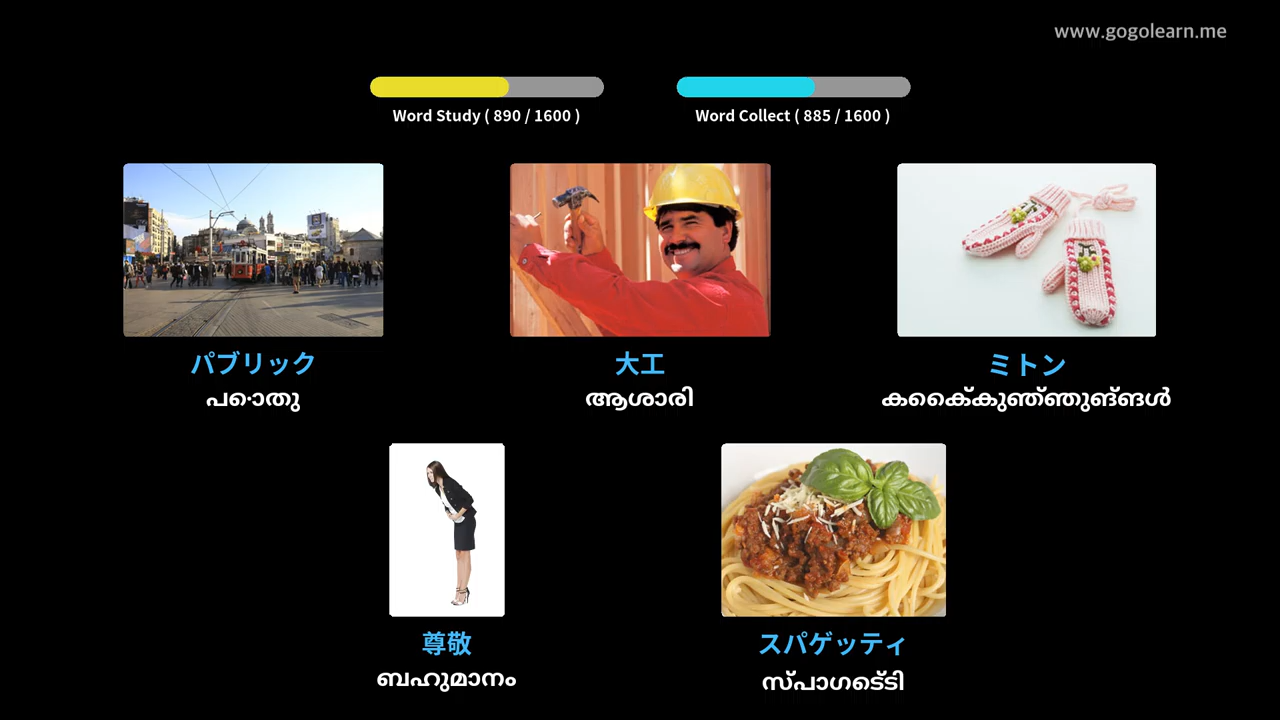 www.gogolearn.me
Word Study ( 890 / 1600 )
Word Collect ( 885 / 1600 )
パブリック
പൊതു
大工
ആശാരി
ミトン
കൈക്കുഞ്ഞുങ്ങൾ
尊敬
ബഹുമാനം
スパゲッティ
സ്പാഗെട്ടി